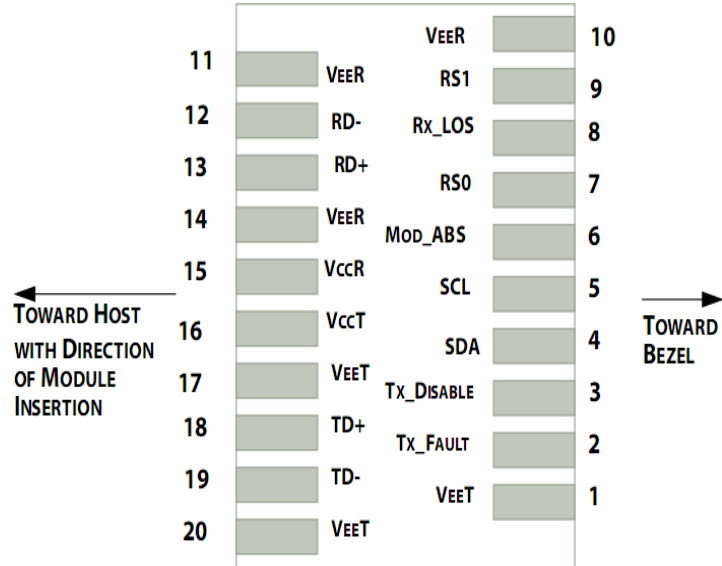 VEER 10
11 VEER
RS1 9
12 RD-
RX_LOS 8
13 RD+
RS0 7
14 VEER
MOD_ABS 6
15 VCCR
SCL 5
TOWARD HOST
WITH DIRECTION
OF MODULE
INSERTION
16 VCCT
SDA 4
TOWARD
BEZEL
17 VEET
TX_DISABLE 3
18 TD+
TX_FAULT 2
19 TD-
VEET 1
20 VEET